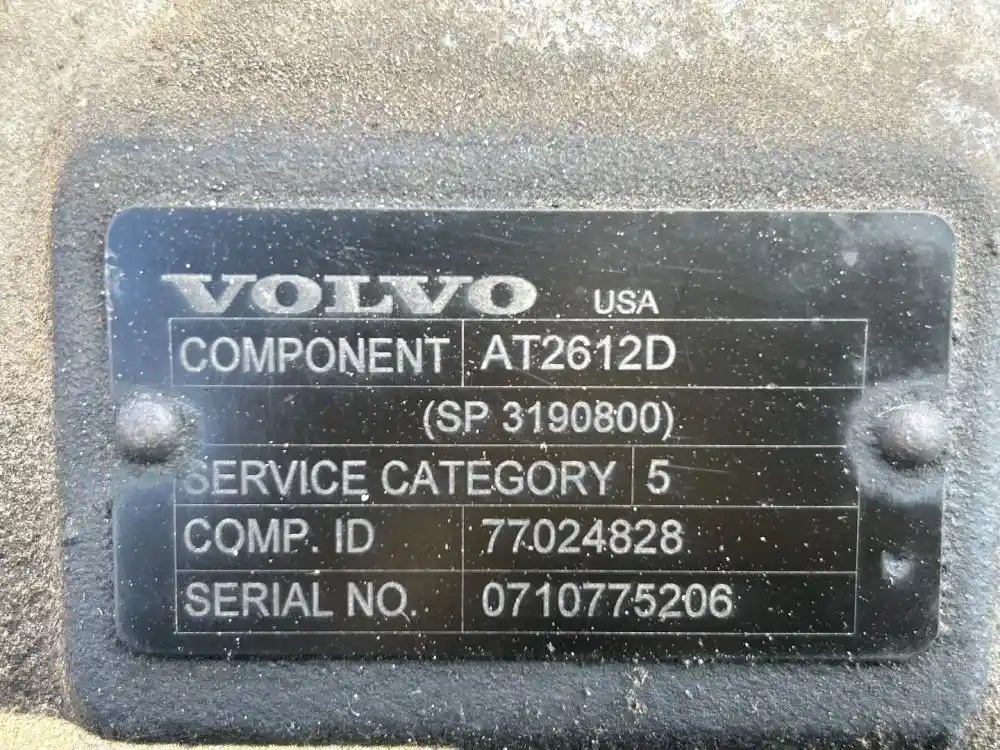 VOLVO USA
COMPONENT AT2612D
(SP 3190800)
SERVICE CATEGORY 5
COMP. ID 77024828
SERIAL NO. 0710775206